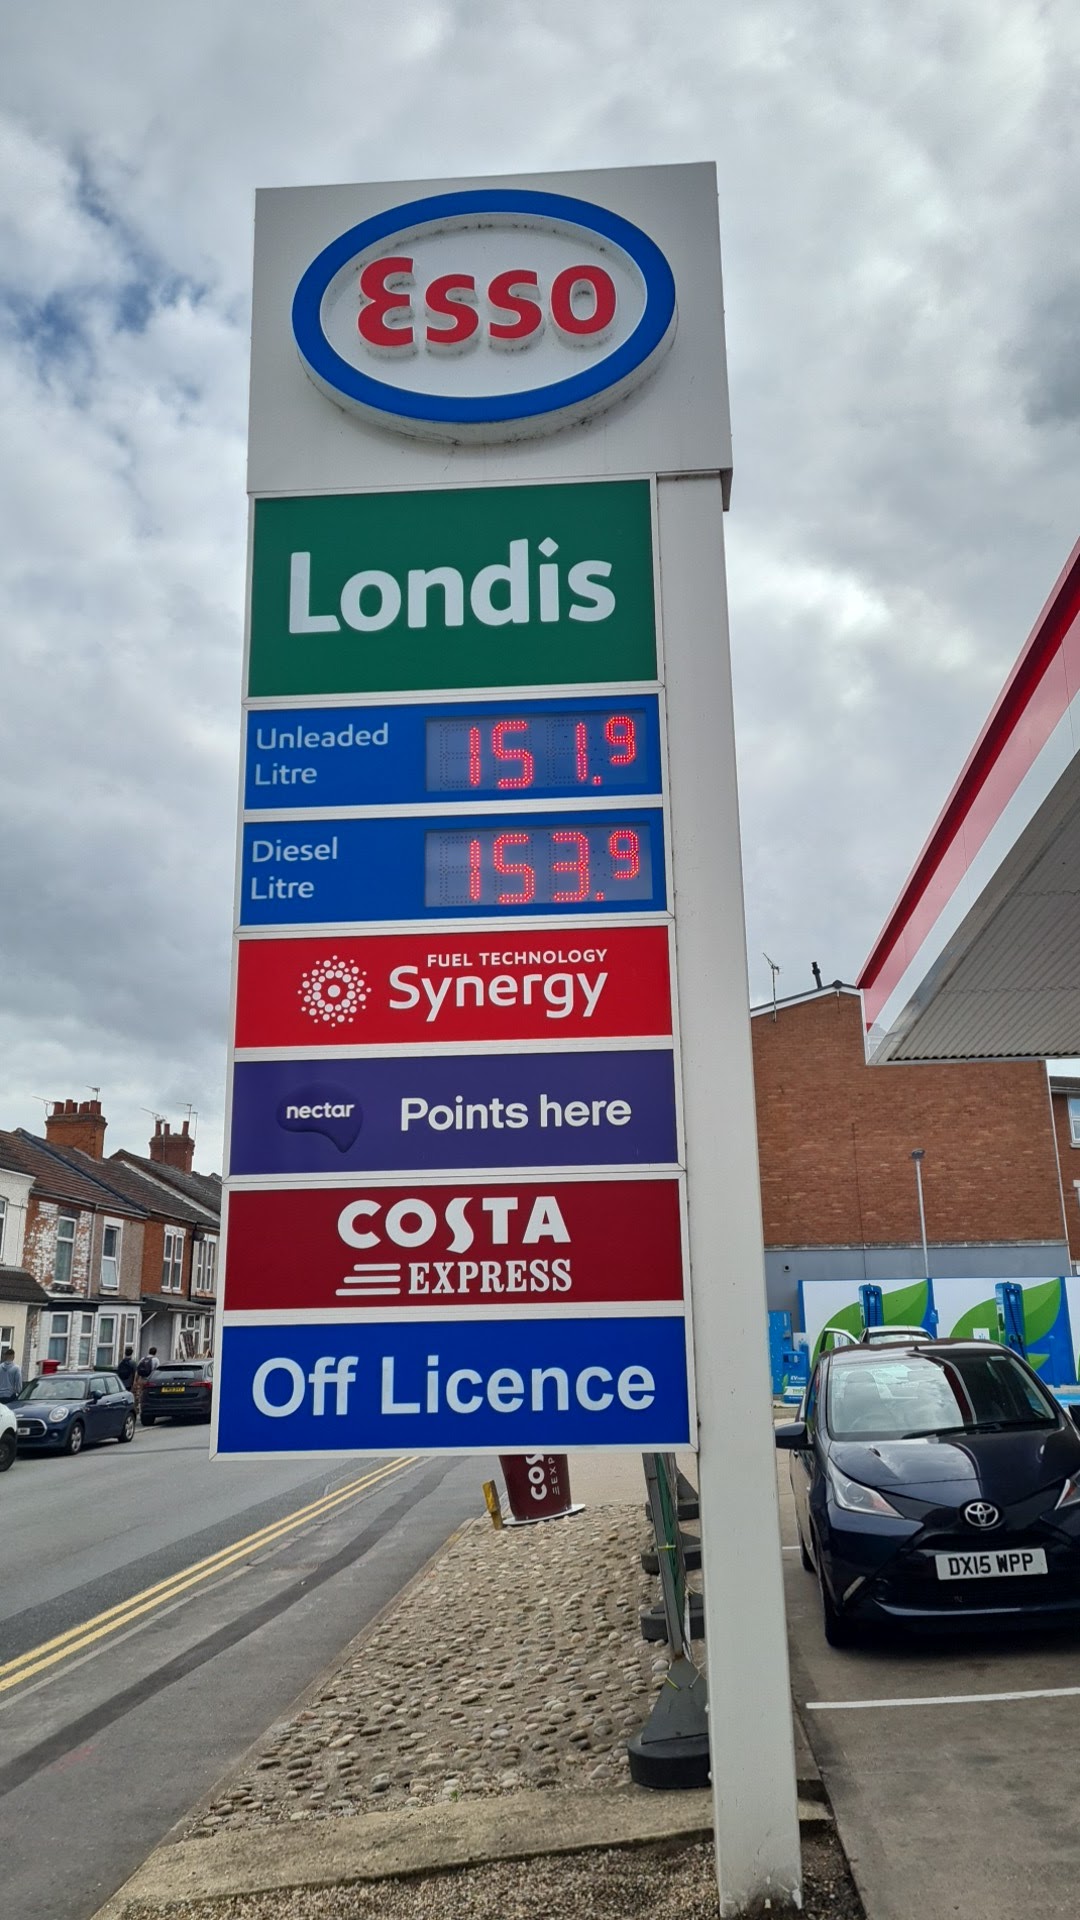 Esso
Londis
Unleaded
Litre
151.9
Diesel
Litre
153.9
FUEL TECHNOLOGY
Synergy
nectar Points here
COSTA
EXPRESS
Off Licence
DX15 WPP